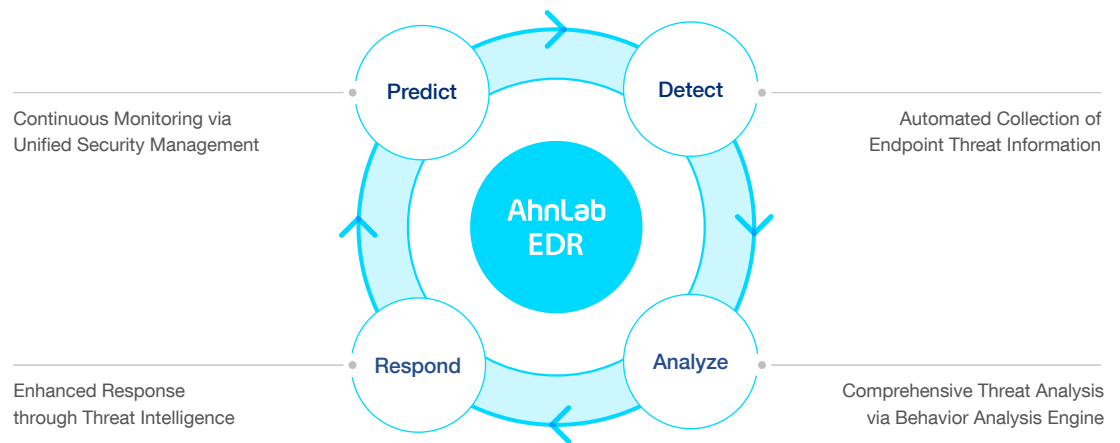 Predict
Detect
Continuous Monitoring via
Unified Security Management
Automated Collection of
Endpoint Threat Information
AhnLab
EDR
Respond
Analyze
Enhanced Response
through Threat Intelligence
Comprehensive Threat Analysis
via Behavior Analysis Engine